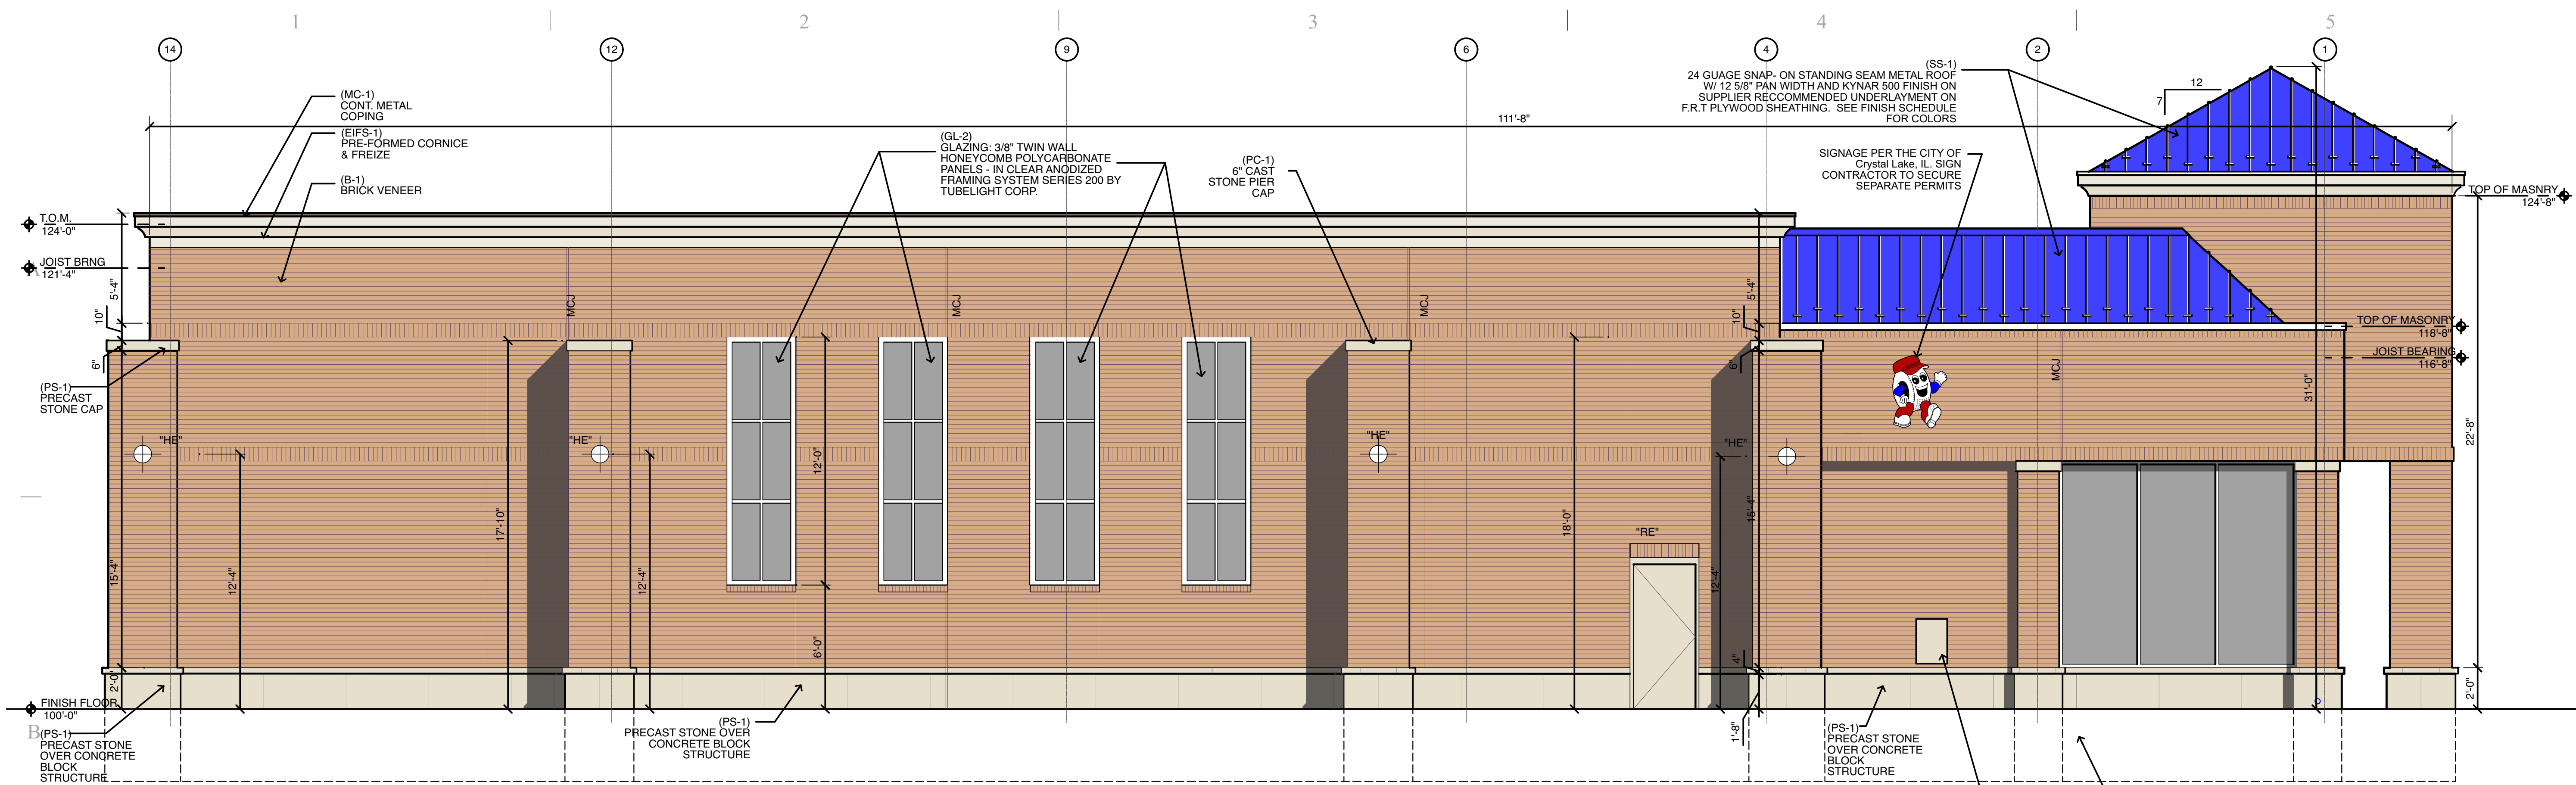 1
2
3
4
5
14
12
9
6
4
2
1
(MC-1)
CONT. METAL
COPING
(EIFS-1)
PRE-FORMED CORNICE
& FREIZE
(B-1)
BRICK VENEER
111'-8"
(GL-2)
GLAZING: 3/8" TWIN WALL
HONEYCOMB POLYCARBONATE
PANELS - IN CLEAR ANODIZED
FRAMING SYSTEM SERIES 200 BY
TUBELIGHT CORP.
(PC-1)
6" CAST
STONE PIER
CAP
(SS-1)
24 GUAGE SNAP- ON STANDING SEAM METAL ROOF
W/ 12 5/8" PAN WIDTH AND KYNAR 500 FINISH ON
SUPPLIER RECCOMMENDED UNDERLAYMENT ON
F.R.T PLYWOOD SHEATHING.  SEE FINISH SCHEDULE
FOR COLORS
12
7
SIGNAGE PER THE CITY OF
Crystal Lake, IL. SIGN
CONTRACTOR TO SECURE
SEPARATE PERMITS
TOP OF MASNRY
124'-8"
T.O.M.
124'-0"
JOIST BRNG
121'-4"
5'-4"
10"
6"
MCJ
MCJ
MCJ
5'-4"
10"
6"
TOP OF MASONRY
118'-8"
JOIST BEARING
116'-8"
MCJ
31'-0"
22'-8"
(PS-1)
PRECAST
STONE CAP
"HE"
"HE"
"HE"
"HE"
12'-0"
17'-10"
18'-0"
15'-4"
15'-4"
12'-4"
12'-4"
12'-4"
"RE"
6'-0"
4"
2'-0"
2'-0"
1'-8"
FINISH FLOOR
100'-0"
B
(PS-1)
PRECAST STONE
OVER CONCRETE
BLOCK
STRUCTURE
(PS-1)
PRECAST STONE OVER
CONCRETE BLOCK
STRUCTURE
(PS-1)
PRECAST STONE
OVER CONCRETE
BLOCK
STRUCTURE